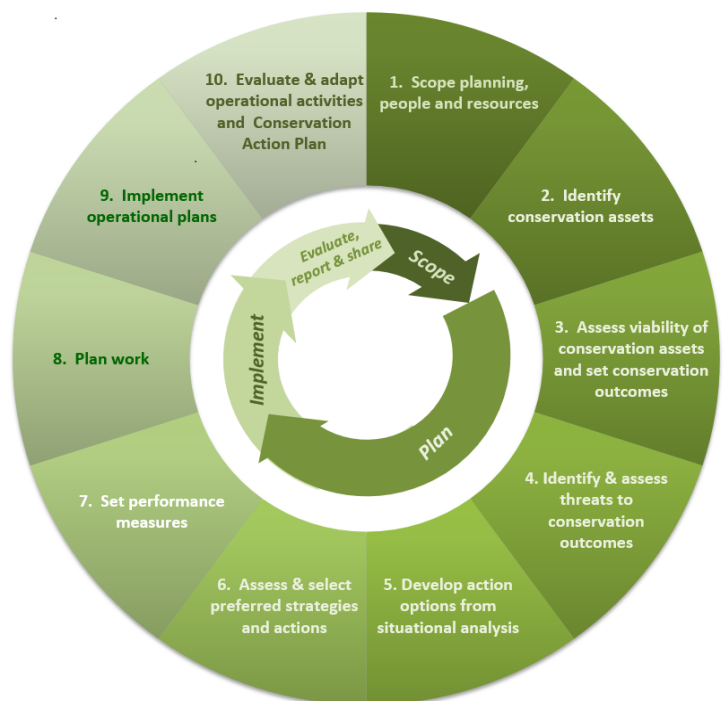 1. Scope planning,
people and resources
2. Identify
conservation assets
3. Assess viability of
conservation assets
and set conservation
outcomes
4. Identify & assess
threats to
conservation
outcomes
5. Develop action
options from
situational analysis
6. Assess & select
preferred strategies
and actions
7. Set performance
measures
8. Plan work
9. Implement
operational plans
10. Evaluate & adapt
operational activities
and Conservation
Action Plan
Scope
Plan
Implement
Evaluate,
report & share